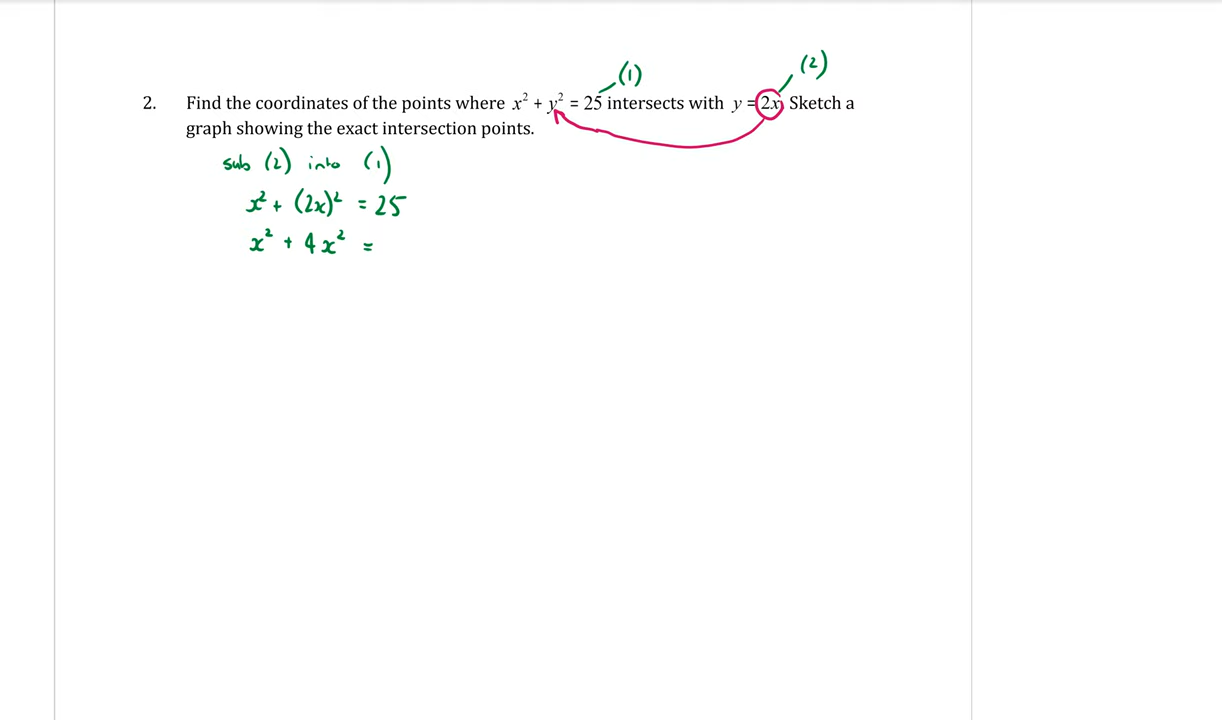 (1) (2)
2. Find the coordinates of the points where x² + y² = 25 intersects with y = 2x. Sketch a
graph showing the exact intersection points.
sub (2) into (1)
x² + (2x)² = 25
x² + 4x² =